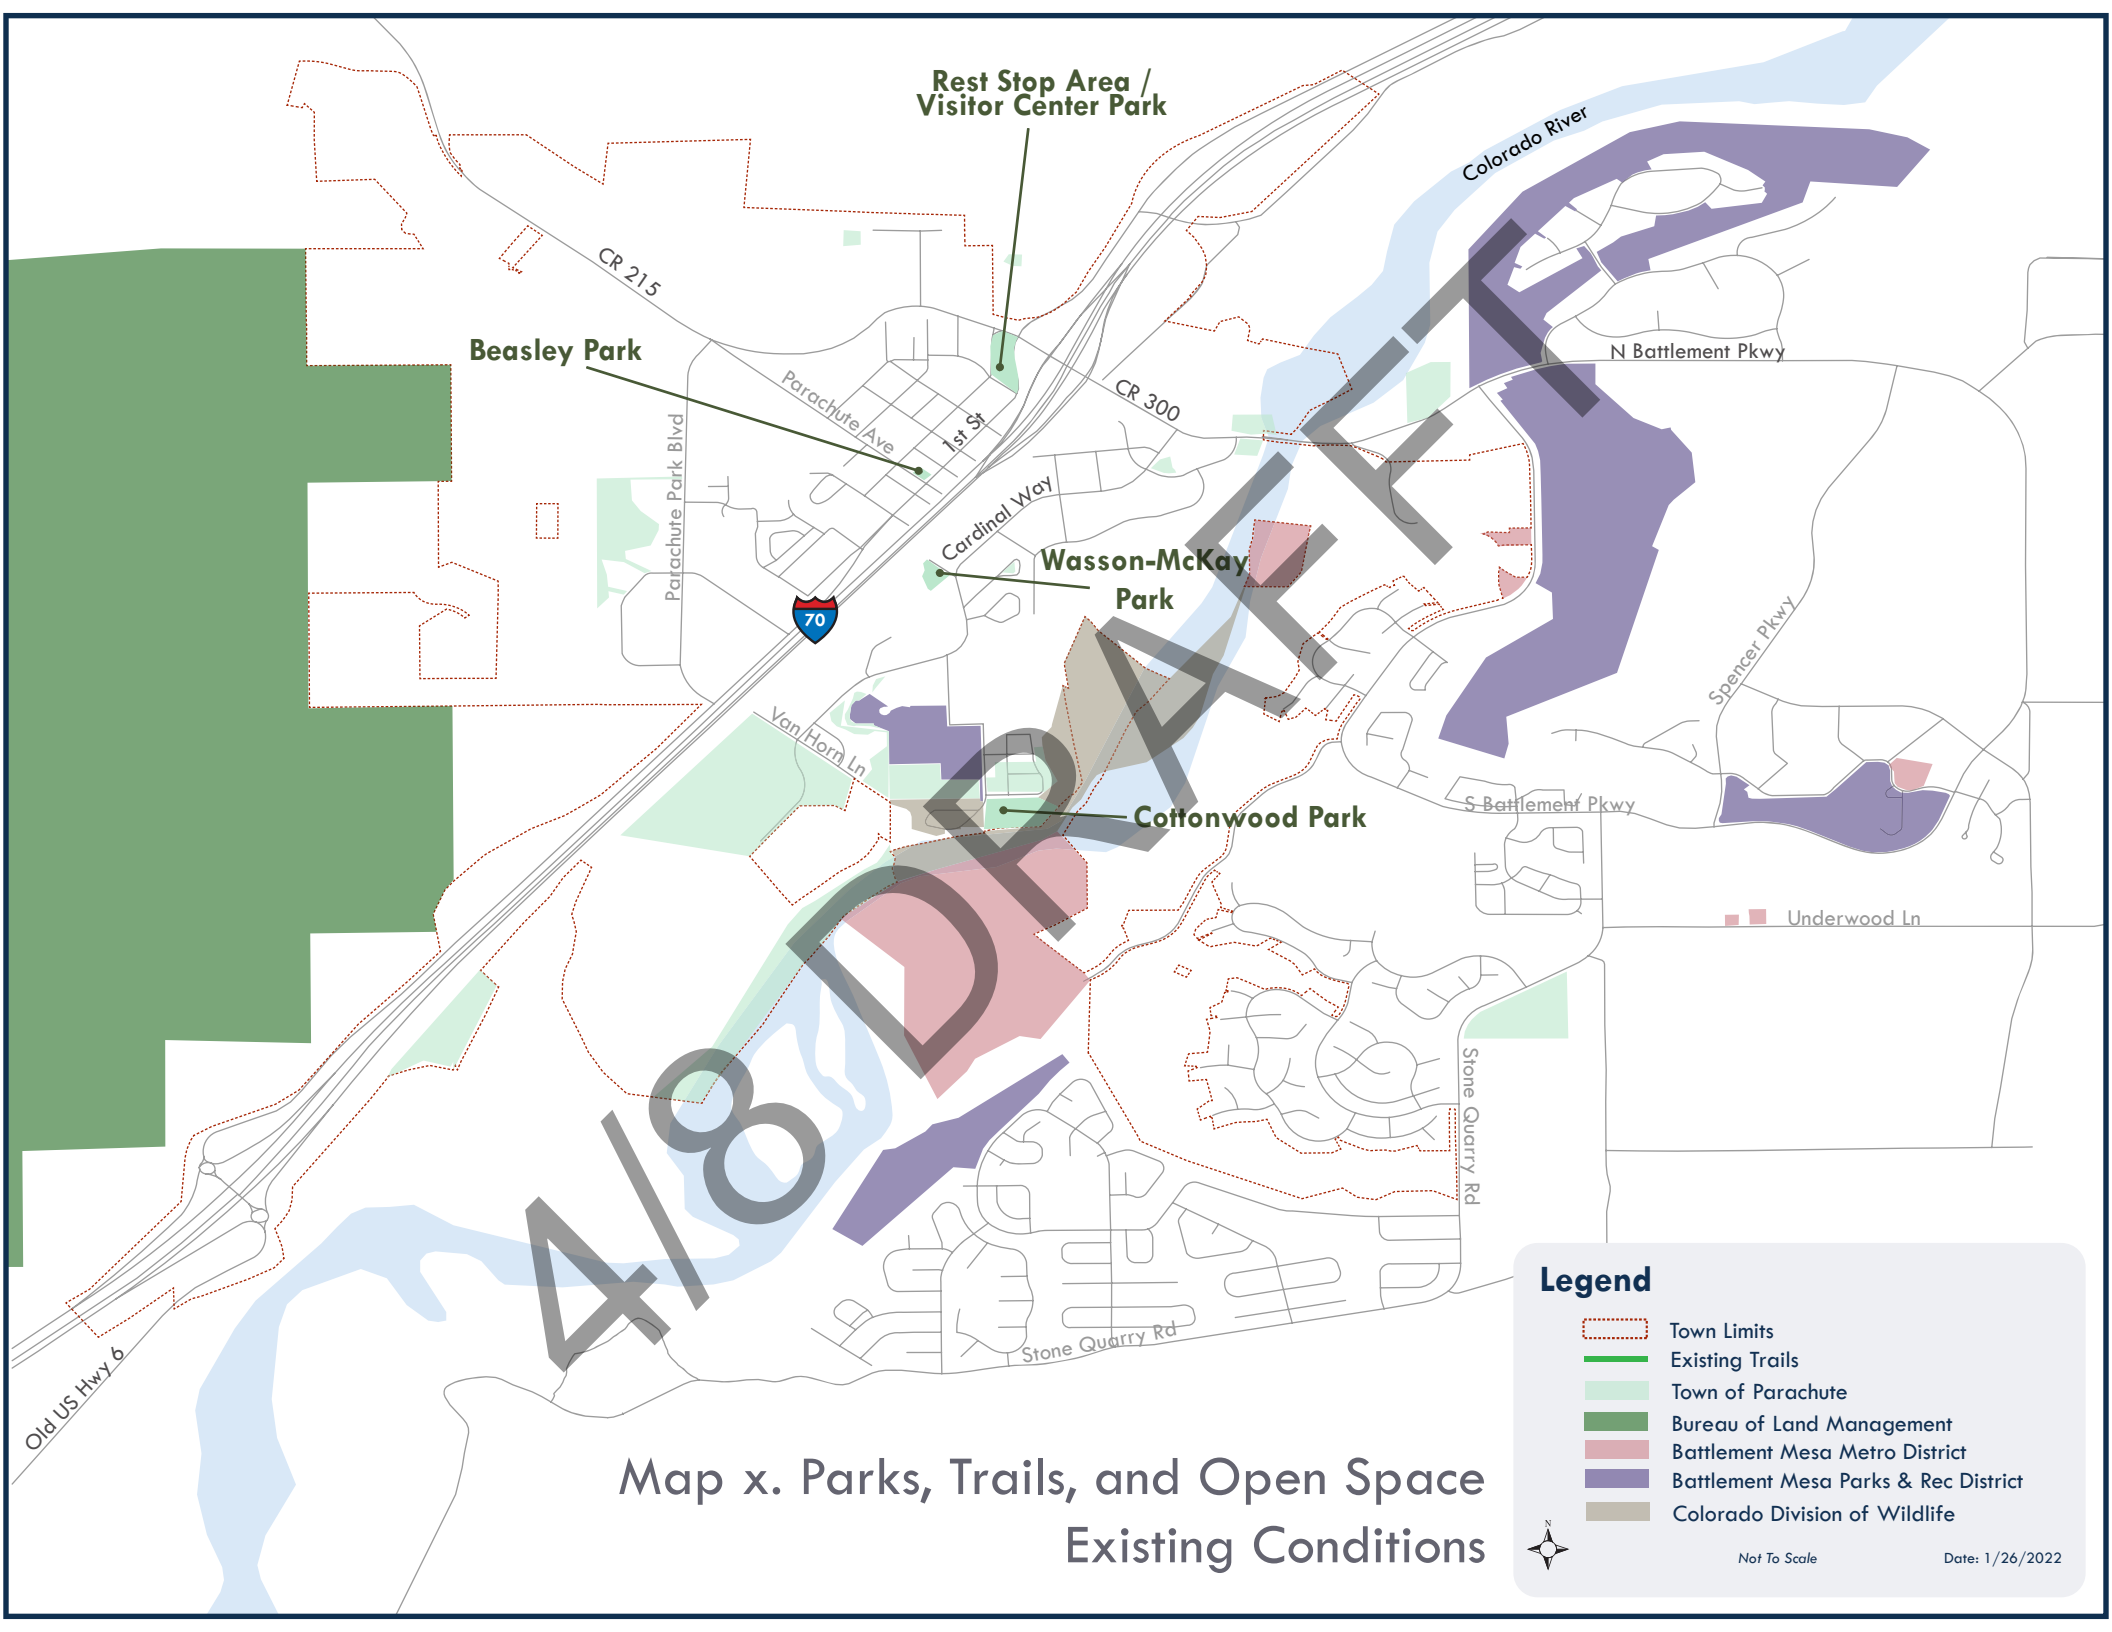 Rest Stop Area /
Visitor Center Park
Colorado River
CR 215
Beasley Park
N Battlement Pkwy
Parachute Ave
1st St
CR 300
Parachute Park Blvd
Cardinal Way
Wasson-McKay
Park
70
Spencer Pkwy
Van Horn Ln
S Battlement Pkwy
Cottonwood Park
Underwood Ln
4/8 DRAFT
Stone Quarry Rd
Stone Quarry Rd
Old US Hwy 6
Map x. Parks, Trails, and Open Space
Existing Conditions
Legend
Town Limits
Existing Trails
Town of Parachute
Bureau of Land Management
Battlement Mesa Metro District
Battlement Mesa Parks & Rec District
Colorado Division of Wildlife
N
Not To Scale
Date: 1/26/2022